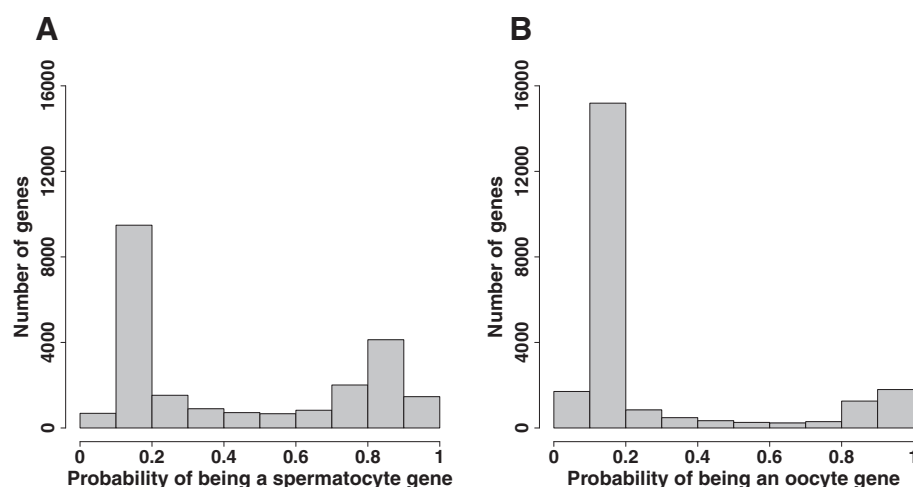 A
B
Number of genes
16000
12000
8000
4000
0
0 0.2 0.4 0.6 0.8 1
Probability of being a spermatocyte gene
Number of genes
16000
12000
8000
4000
0
0 0.2 0.4 0.6 0.8 1
Probability of being an oocyte gene